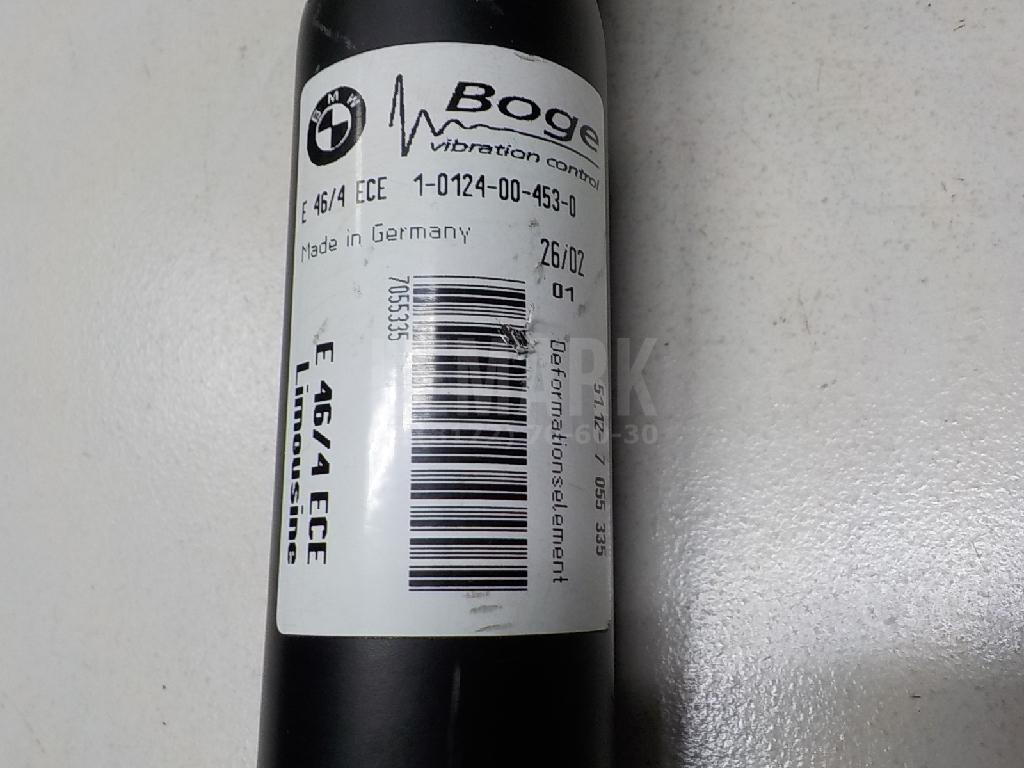 BMW
Boge
vibration control
E 46/4 ECE 1-0124-00-453-0
Made in Germany
26/02
01
7055335
E 46/4 ECE
Limousine
Deformationselement
51.12 7 055 335